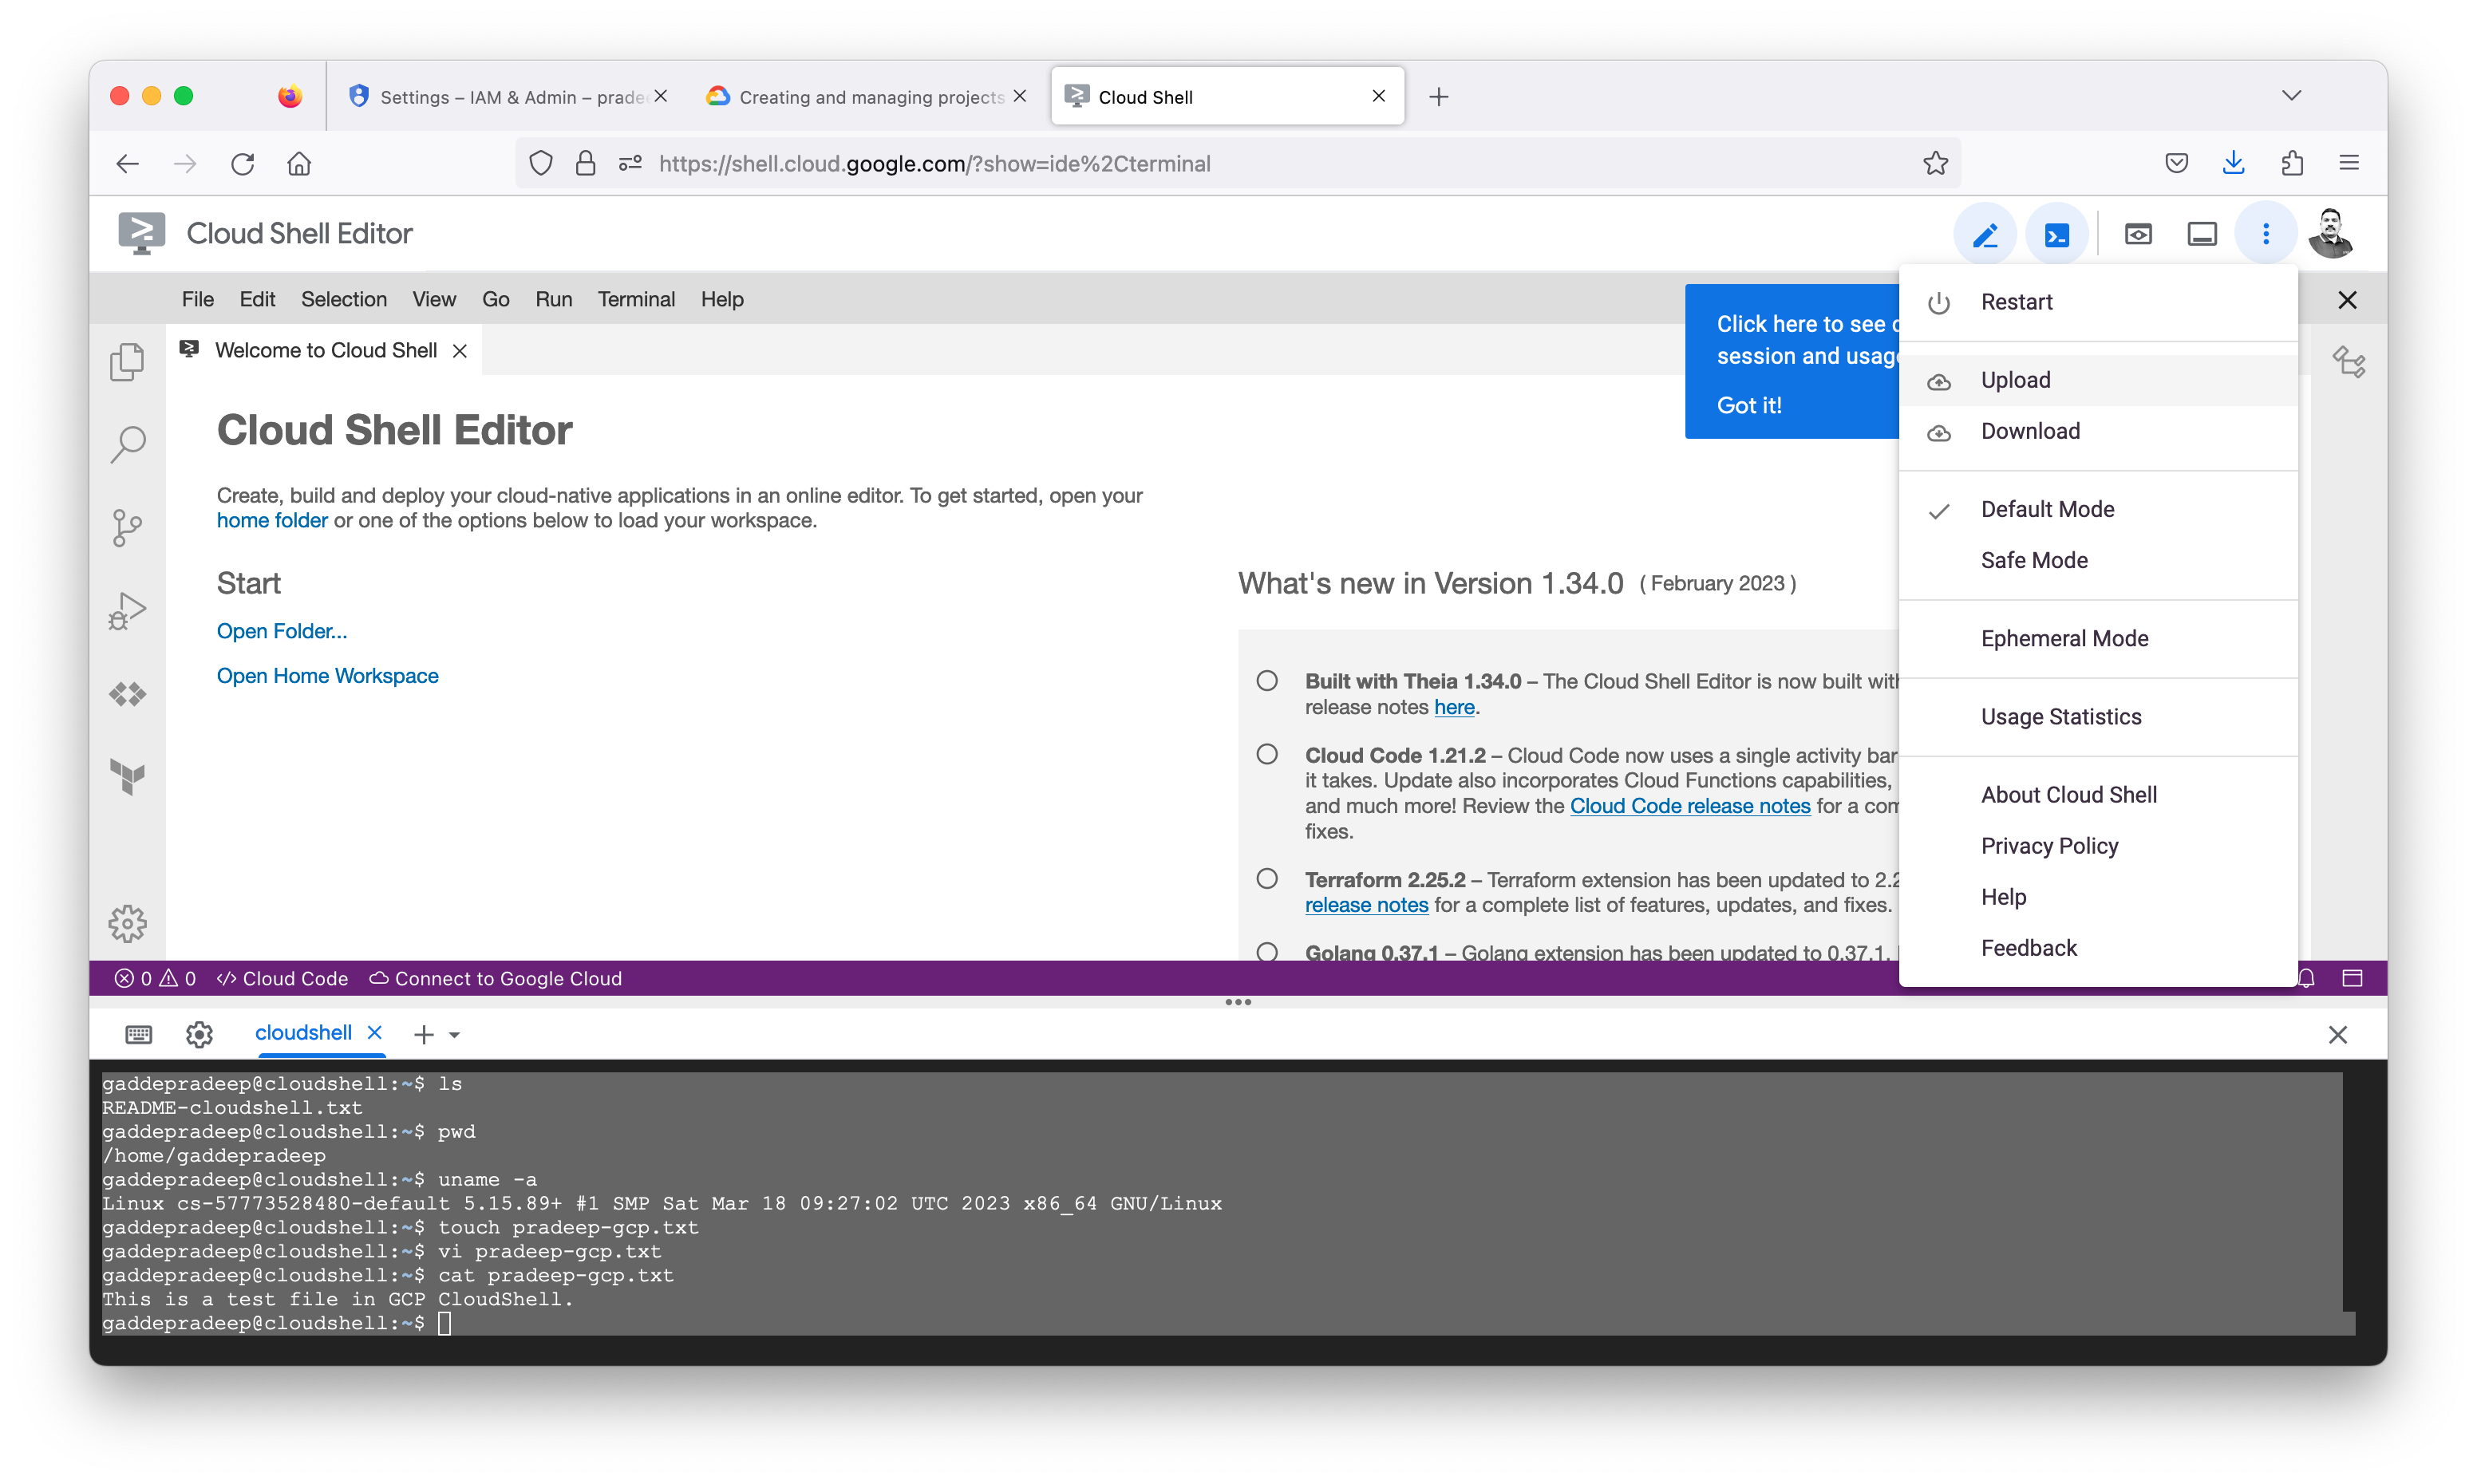 Settings – IAM & Admin – prade
Creating and managing projects
Cloud Shell
https://shell.cloud.google.com/?show=ide%2Cterminal
Cloud Shell Editor
File Edit Selection View Go Run Terminal Help
Welcome to Cloud Shell
Cloud Shell Editor
Create, build and deploy your cloud-native applications in an online editor. To get started, open your
home folder or one of the options below to load your workspace.
Start
Open Folder...
Open Home Workspace
What's new in Version 1.34.0 ( February 2023 )
Built with Theia 1.34.0 – The Cloud Shell Editor is now built with
release notes here.
Cloud Code 1.21.2 – Cloud Code now uses a single activity bar
it takes. Update also incorporates Cloud Functions capabilities,
and much more! Review the Cloud Code release notes for a com
fixes.
Terraform 2.25.2 – Terraform extension has been updated to 2.2
release notes for a complete list of features, updates, and fixes.
Golang 0.37.1 – Golang extension has been updated to 0.37.1.
Click here to see
session and usage
Got it!
Restart
Upload
Download
Default Mode
Safe Mode
Ephemeral Mode
Usage Statistics
About Cloud Shell
Privacy Policy
Help
Feedback
0 0 </> Cloud Code Connect to Google Cloud
cloudshell
gaddepradeep@cloudshell:~$ ls
README-cloudshell.txt
gaddepradeep@cloudshell:~$ pwd
/home/gaddepradeep
gaddepradeep@cloudshell:~$ uname -a
Linux cs-57773528480-default 5.15.89+ #1 SMP Sat Mar 18 09:27:02 UTC 2023 x86_64 GNU/Linux
gaddepradeep@cloudshell:~$ touch pradeep-gcp.txt
gaddepradeep@cloudshell:~$ vi pradeep-gcp.txt
gaddepradeep@cloudshell:~$ cat pradeep-gcp.txt
This is a test file in GCP CloudShell.
gaddepradeep@cloudshell:~$